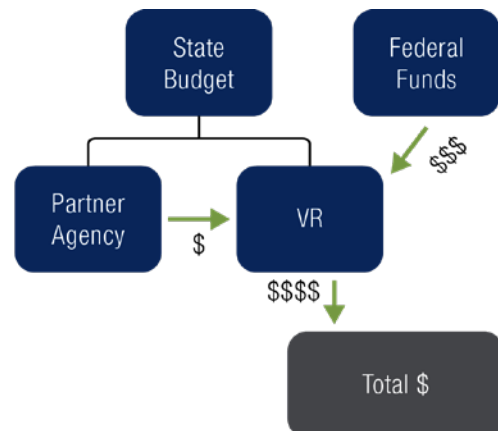 State
Budget
Federal
Funds
$$$
Partner
Agency
$
VR
$$$$
Total $